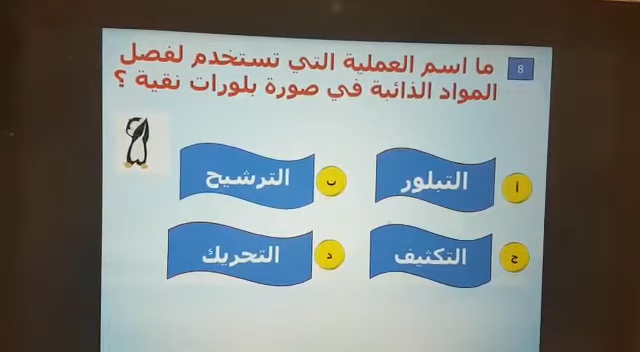 8
ما اسم العملية التي تستخدم لفصل
المواد الذائبة في صورة بلورات نقية ؟
أ
التبلور
ب
الترشيح
ج
التكثيف
د
التحريك